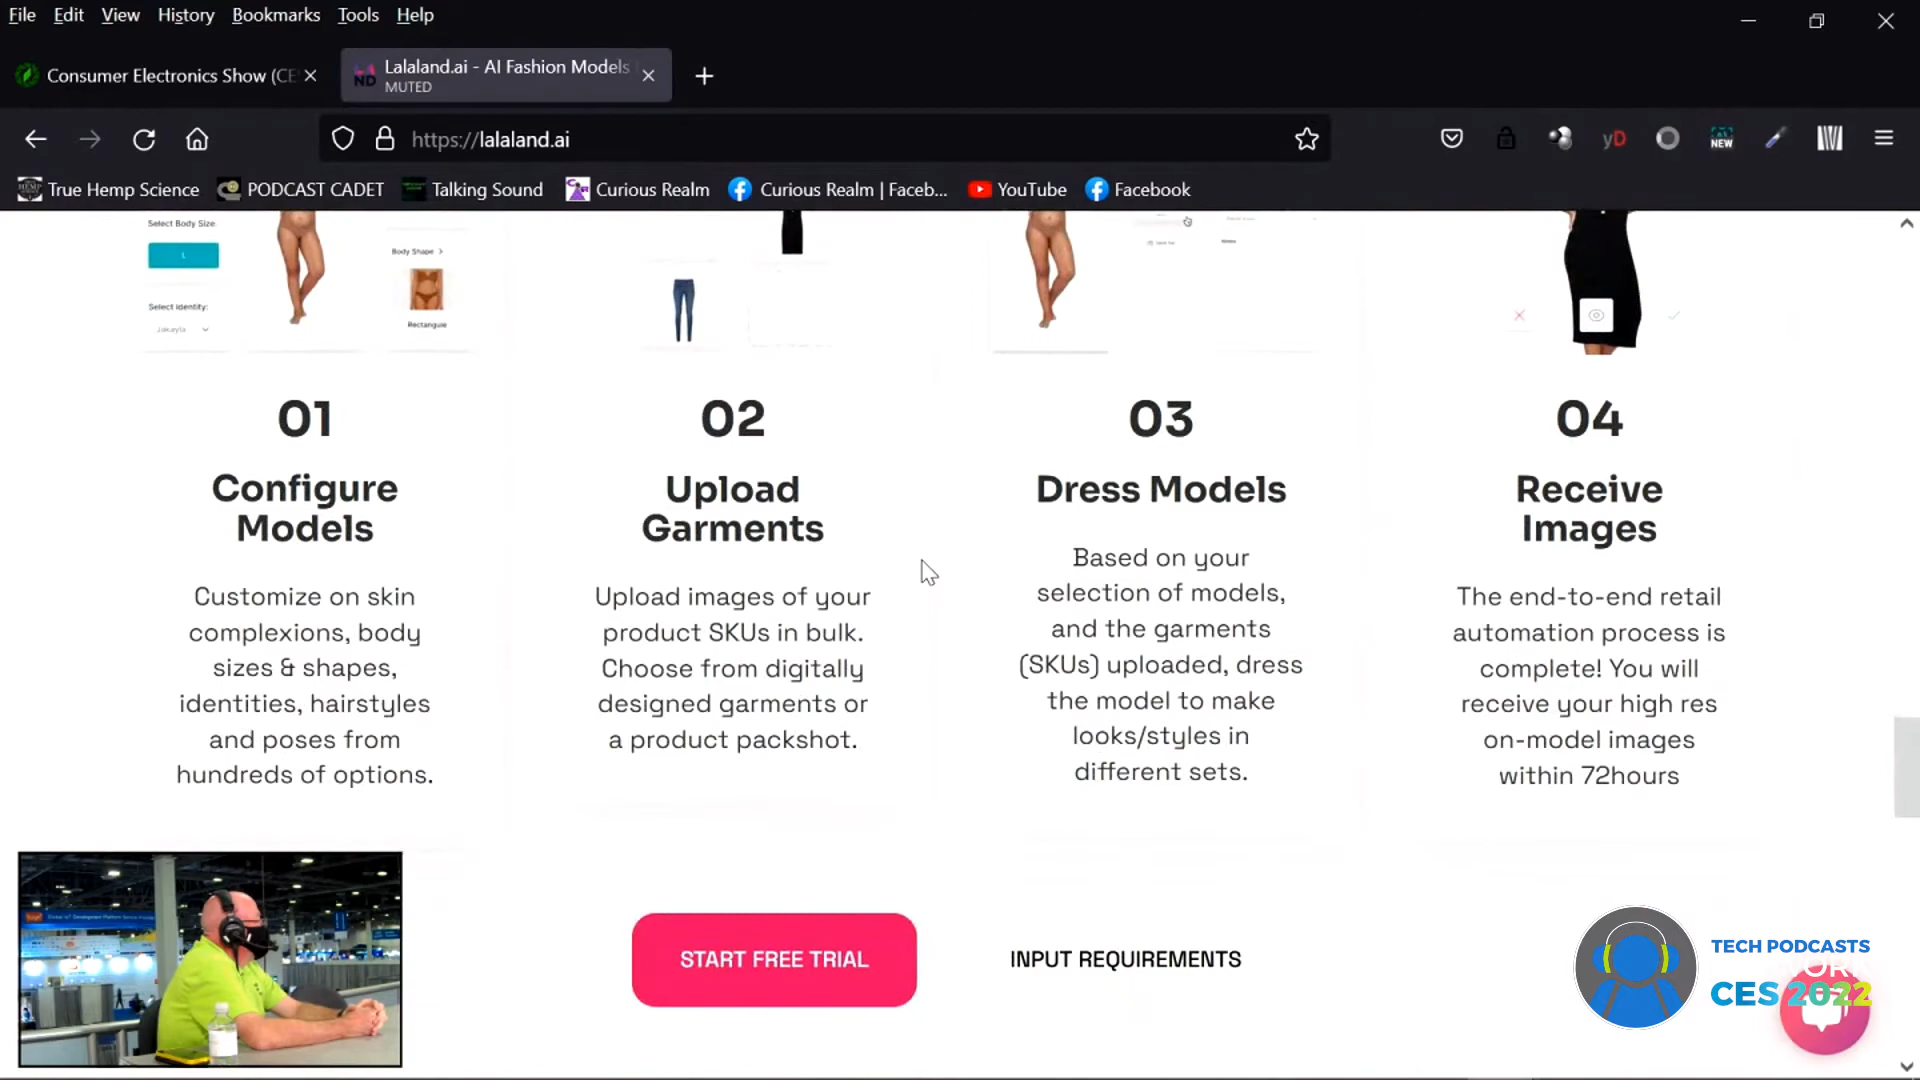 File Edit View History Bookmarks Tools Help
Consumer Electronics Show (CE
Lalaland.ai - AI Fashion Models
MUTED
https://lalaland.ai
yD
NEW
True Hemp Science PODCAST CADET Talking Sound Curious Realm Curious Realm | Faceb... YouTube Facebook
Select Body Size
L
Body Shape >
Select Identity:
Jakayla
Rectangule
01
Configure
Models
Customize on skin
complexions, body
sizes & shapes,
identities, hairstyles
and poses from
hundreds of options.
02
Upload
Garments
Upload images of your
product SKUs in bulk.
Choose from digitally
designed garments or
a product packshot.
03
Dress Models
Based on your
selection of models,
and the garments
(SKUs) uploaded, dress
the model to make
looks/styles in
different sets.
04
Receive
Images
The end-to-end retail
automation process is
complete! You will
receive your high res
on-model images
within 72hours
START FREE TRIAL
INPUT REQUIREMENTS
TECH PODCASTS
CES 2022